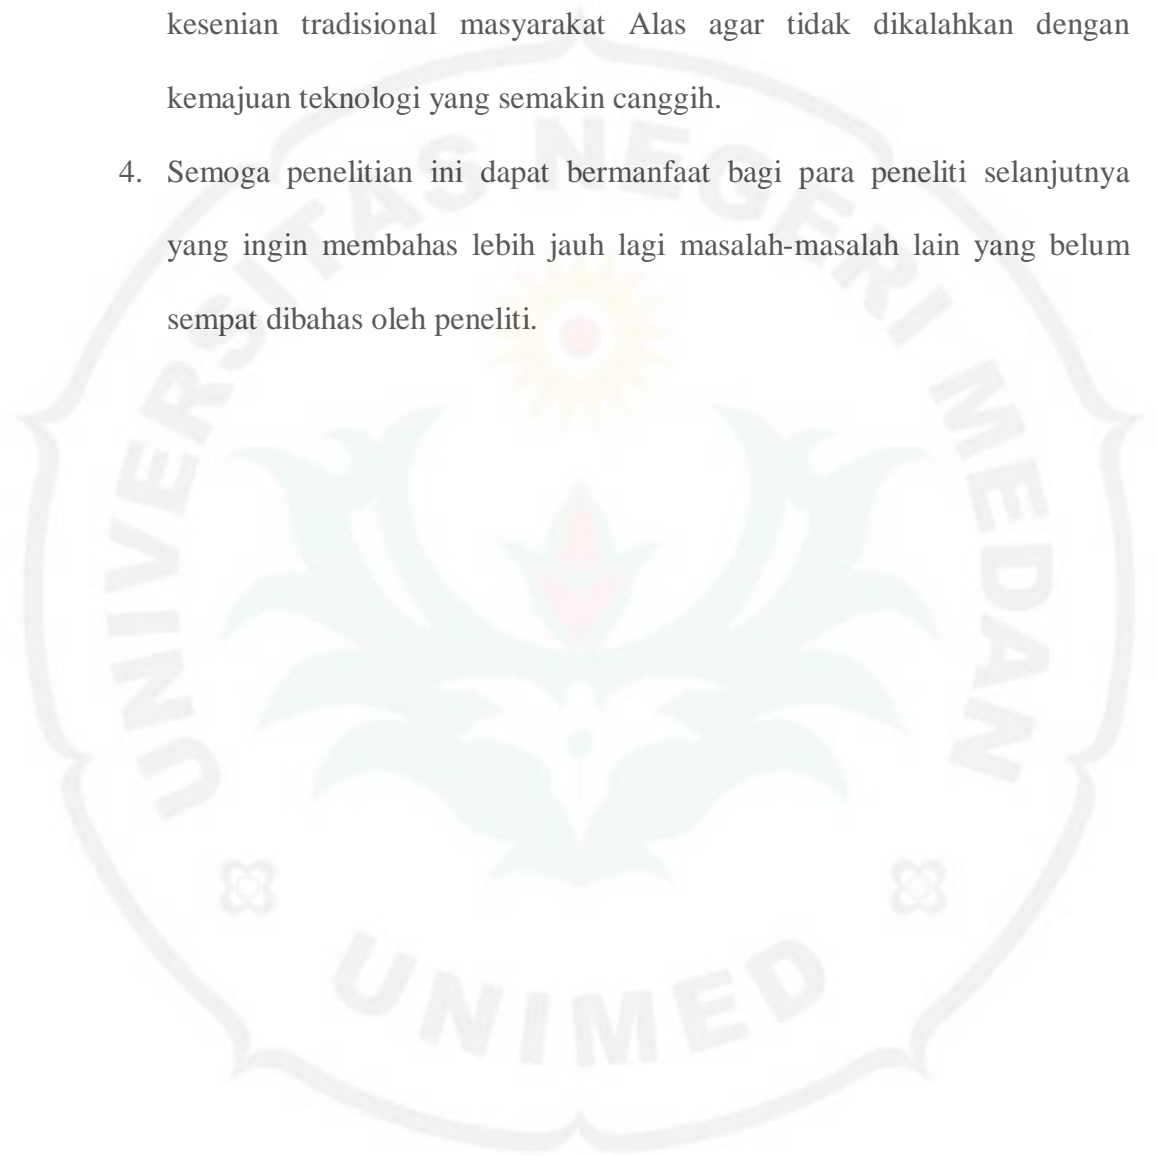 kesenian tradisional masyarakat Alas agar tidak dikalahkan dengan
kemajuan teknologi yang semakin canggih.
4. Semoga penelitian ini dapat bermanfaat bagi para peneliti selanjutnya
yang ingin membahas lebih jauh lagi masalah-masalah lain yang belum
sempat dibahas oleh peneliti.
UNIVERSITAS NEGERI MEDAN
UNIMED